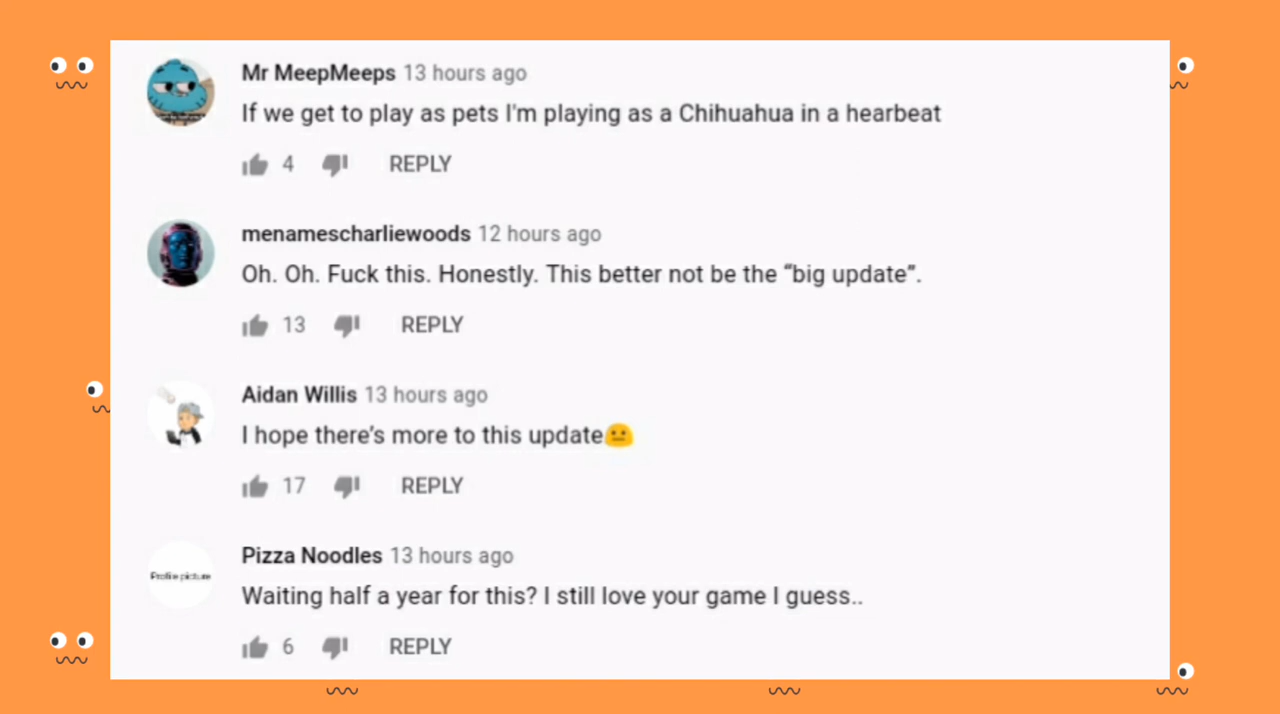 Mr MeepMeeps 13 hours ago
If we get to play as pets I'm playing as a Chihuahua in a hearbeat
4 REPLY
menamescharliewoods 12 hours ago
Oh. Oh. Fuck this. Honestly. This better not be the “big update”.
13 REPLY
Aidan Willis 13 hours ago
I hope there's more to this update😐
17 REPLY
Pizza Noodles 13 hours ago
Profile picture
Waiting half a year for this? I still love your game I guess..
6 REPLY